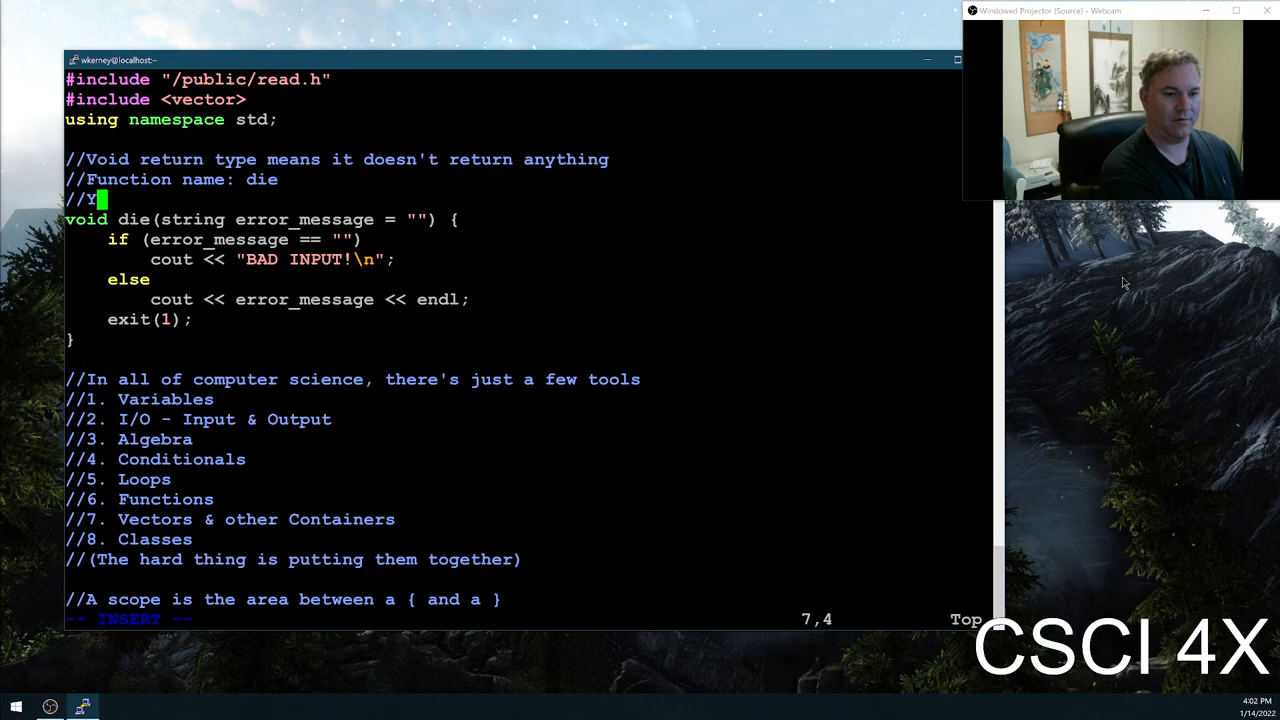 Windowed Projector (Source) - Webcam
wkerney@localhost:~
#include "/public/read.h"
#include <vector>
using namespace std;
//Void return type means it doesn't return anything
//Function name: die
//Y
void die(string error_message = "") {
if (error_message == "")
cout << "BAD INPUT!\n";
else
cout << error_message << endl;
exit(1);
}
//In all of computer science, there's just a few tools
//1. Variables
//2. I/O - Input & Output
//3. Algebra
//4. Conditionals
//5. Loops
//6. Functions
//7. Vectors & other Containers
//8. Classes
//(The hard thing is putting them together)
//A scope is the area between a { and a }
-- INSERT -- 7,4 Top
CSCI 4X
4:02 PM
1/14/2022